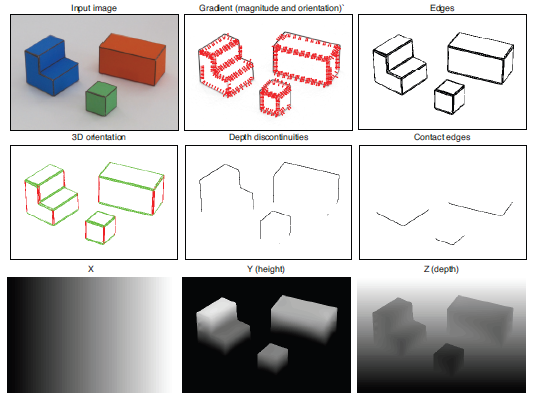 Input image
Gradient (magnitude and orientation)`
Edges
3D orientation
Depth discontinuities
Contact edges
X
Y (height)
Z (depth)